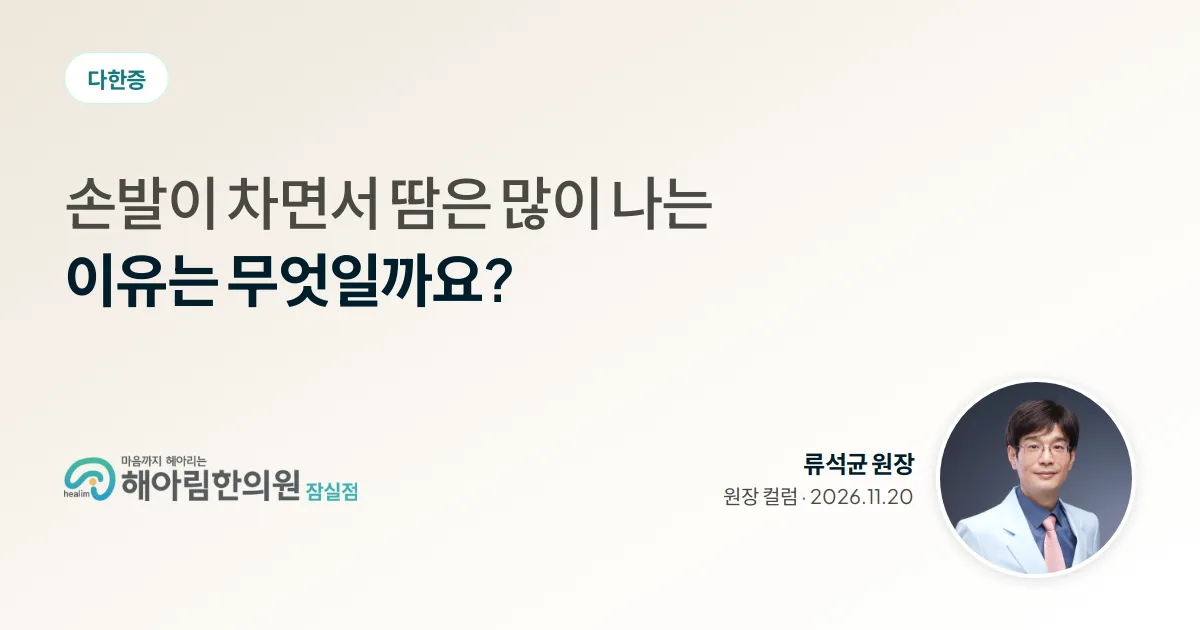 다한증
손발이 차면서 땀은 많이 나는
이유는 무엇일까요?
마음까지 헤아리는
healim
해아림한의원 잠실점
류석균 원장
원장 컬럼 · 2026.11.20